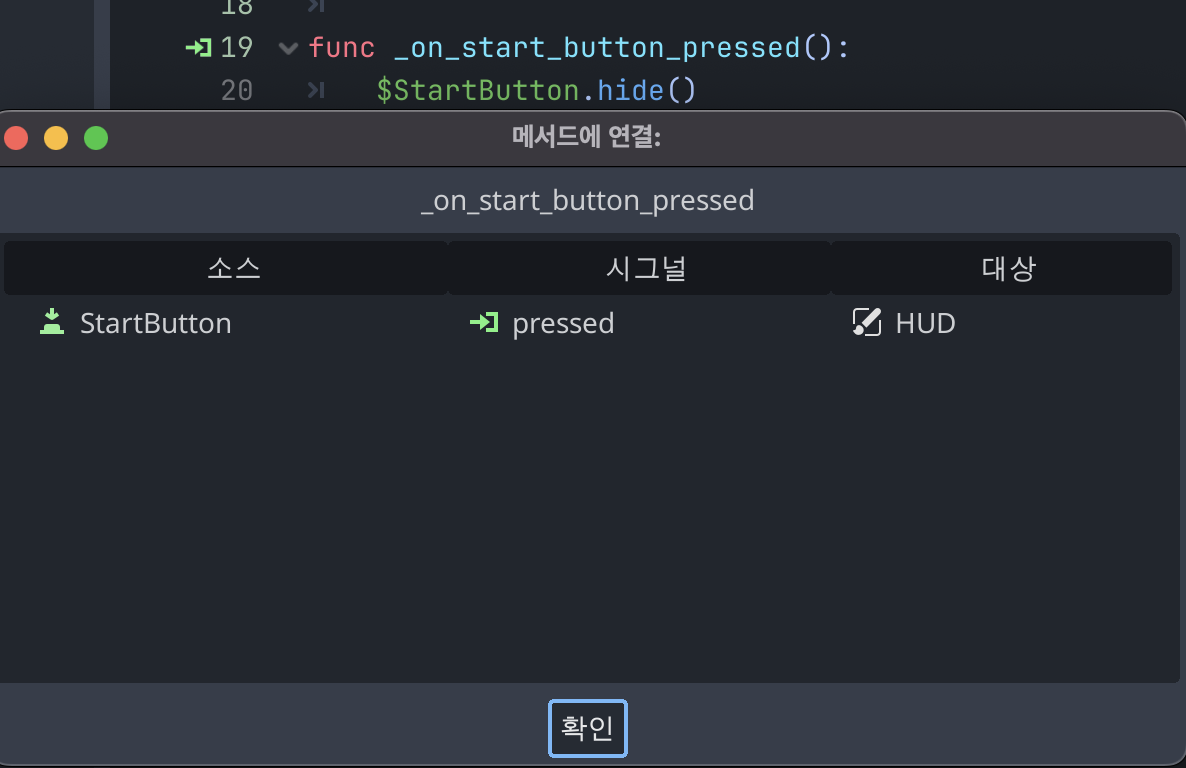 18
19 func _on_start_button_pressed():
20 $StartButton.hide()
메서드에 연결:
_on_start_button_pressed
소스 시그널 대상
StartButton pressed HUD
확인